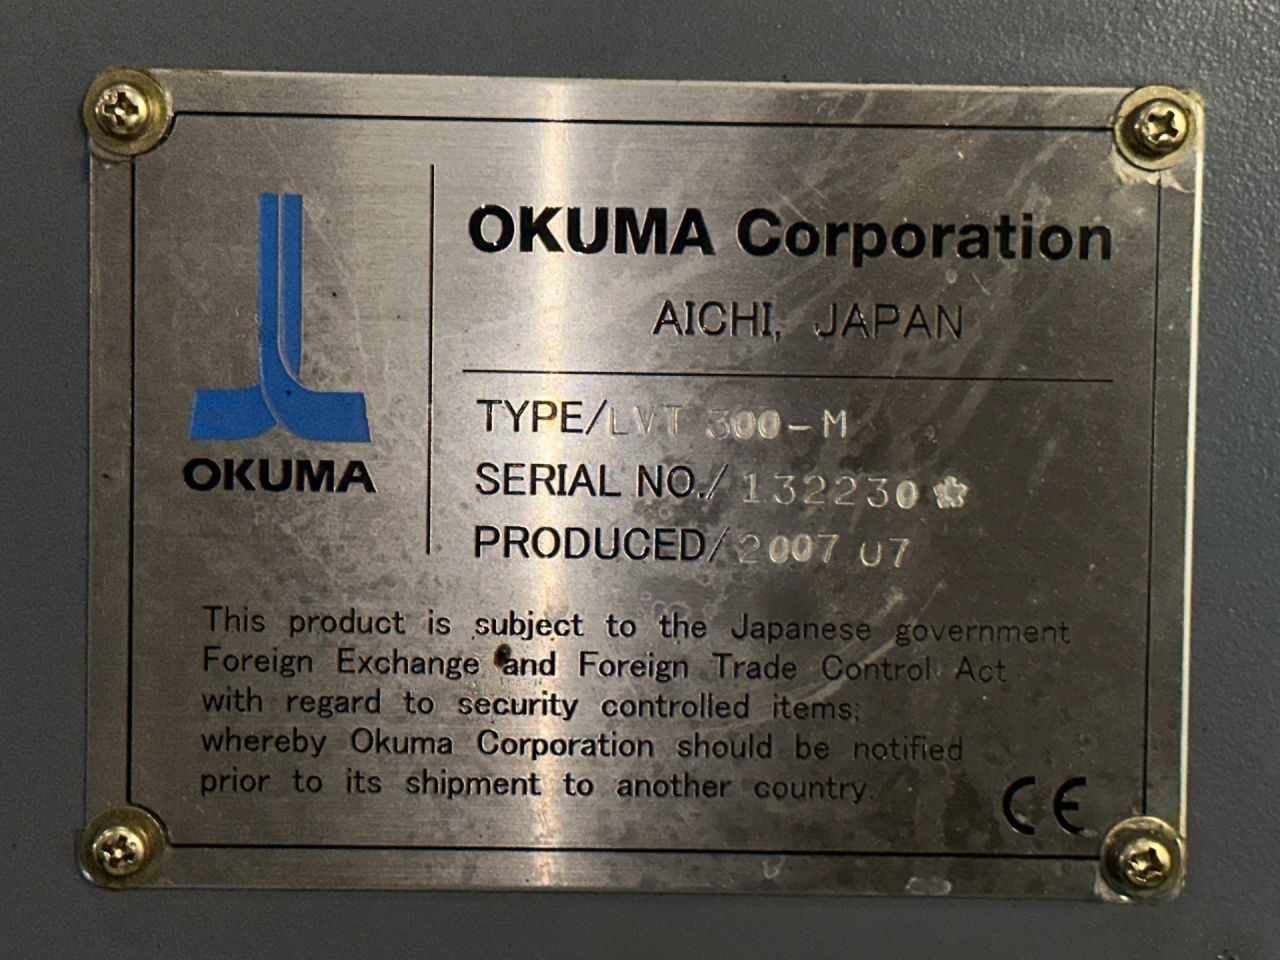 OKUMA
OKUMA Corporation
AICHI, JAPAN
TYPE/LVT 300-M
SERIAL NO./132230
PRODUCED/2007 07
This product is subject to the Japanese government
Foreign Exchange and Foreign Trade Control Act
with regard to security controlled items;
whereby Okuma Corporation should be notified
prior to its shipment to another country.
CE